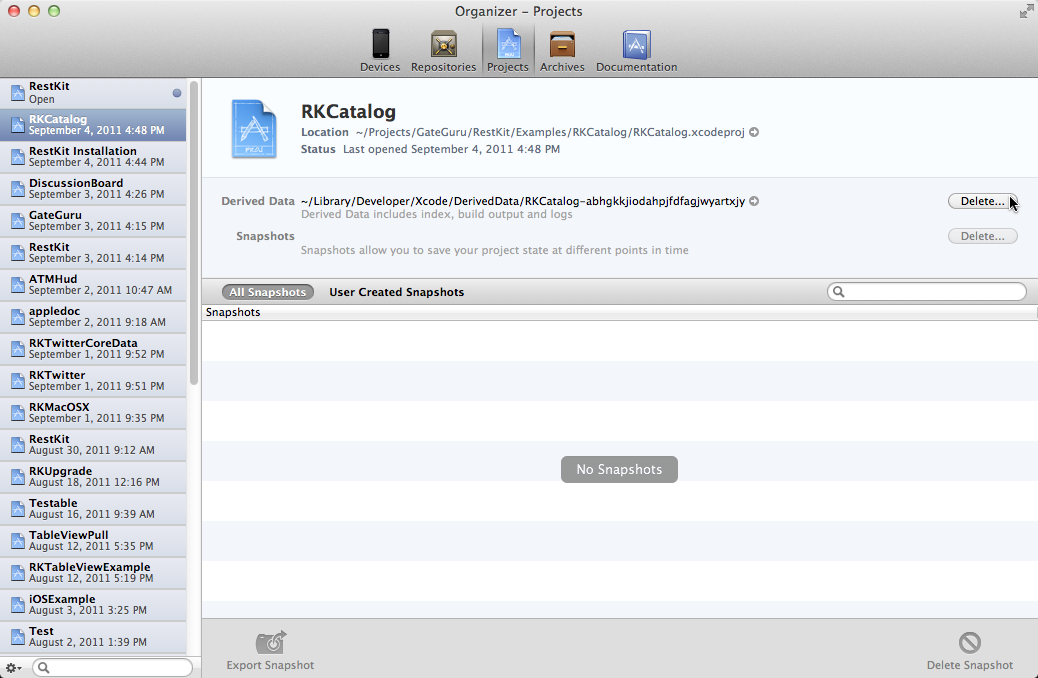 Organizer – Projects
Devices
Repositories
Projects
Archives
Documentation
RestKit
Open
RKCatalog
September 4, 2011 4:48 PM
RestKit Installation
September 4, 2011 4:44 PM
DiscussionBoard
September 3, 2011 4:26 PM
GateGuru
September 3, 2011 4:15 PM
RestKit
September 3, 2011 4:14 PM
ATMHud
September 2, 2011 10:47 AM
appledoc
September 2, 2011 9:18 AM
RKTwitterCoreData
September 1, 2011 9:52 PM
RKTwitter
September 1, 2011 9:51 PM
RKMacOSX
September 1, 2011 9:35 PM
RestKit
August 30, 2011 9:12 AM
RKUpgrade
August 18, 2011 12:16 PM
Testable
August 16, 2011 9:39 AM
TableViewPull
August 12, 2011 5:35 PM
RKTableViewExample
August 12, 2011 5:19 PM
iOSExample
August 3, 2011 3:25 PM
Test
August 2, 2011 1:39 PM
RKCatalog
Location ~/Projects/GateGuru/RestKit/Examples/RKCatalog/RKCatalog.xcodeproj
Status Last opened September 4, 2011 4:48 PM
Derived Data ~/Library/Developer/Xcode/DerivedData/RKCatalog-abhgkkjiodahpjfdfagjwyartxjy Delete...
Derived Data includes index, build output and logs
Snapshots Delete...
Snapshots allow you to save your project state at different points in time
All Snapshots User Created Snapshots
Snapshots
No Snapshots
Export Snapshot
Delete Snapshot